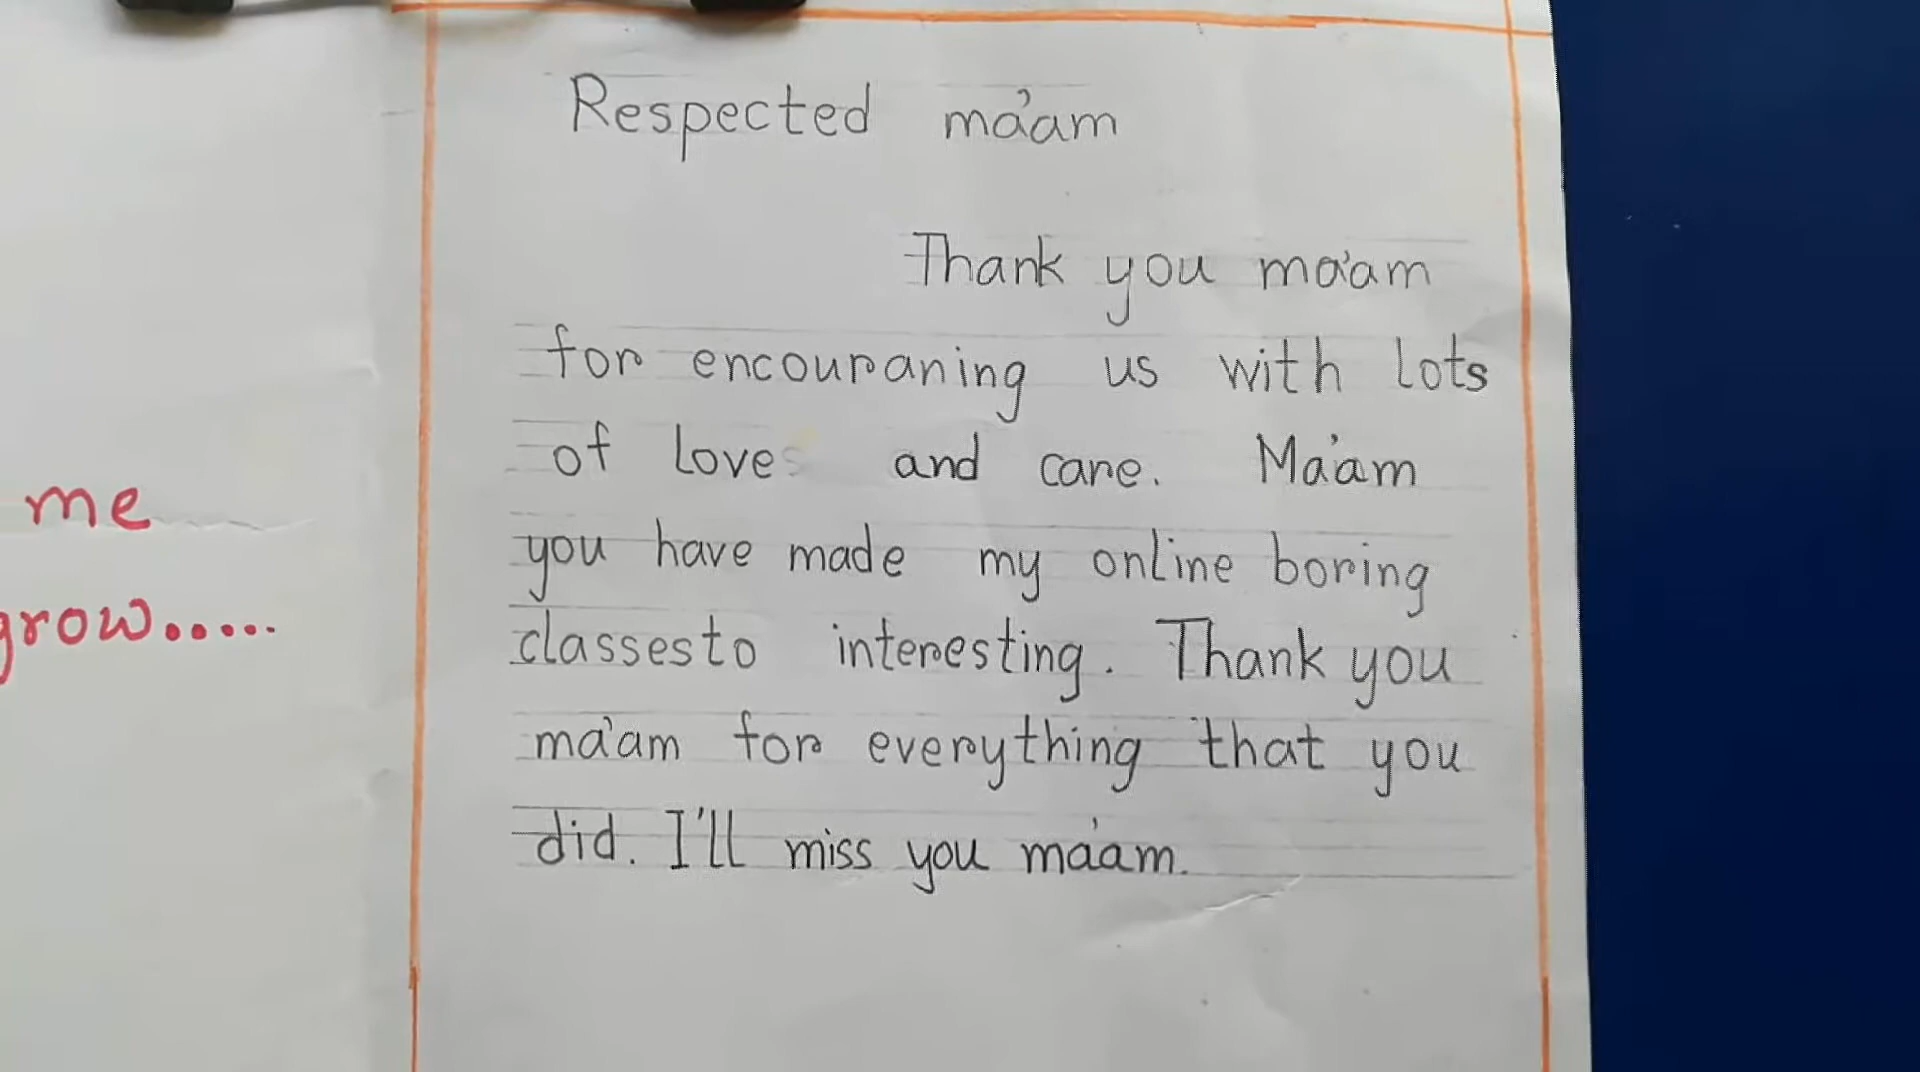 me
grow.....
Respected ma'am
Thank you ma'am
for encouraning us with lots
of love and care. Ma'am
you have made my online boring
classesto interesting. Thank you
ma'am for everything that you
did. I'll miss you ma'am.